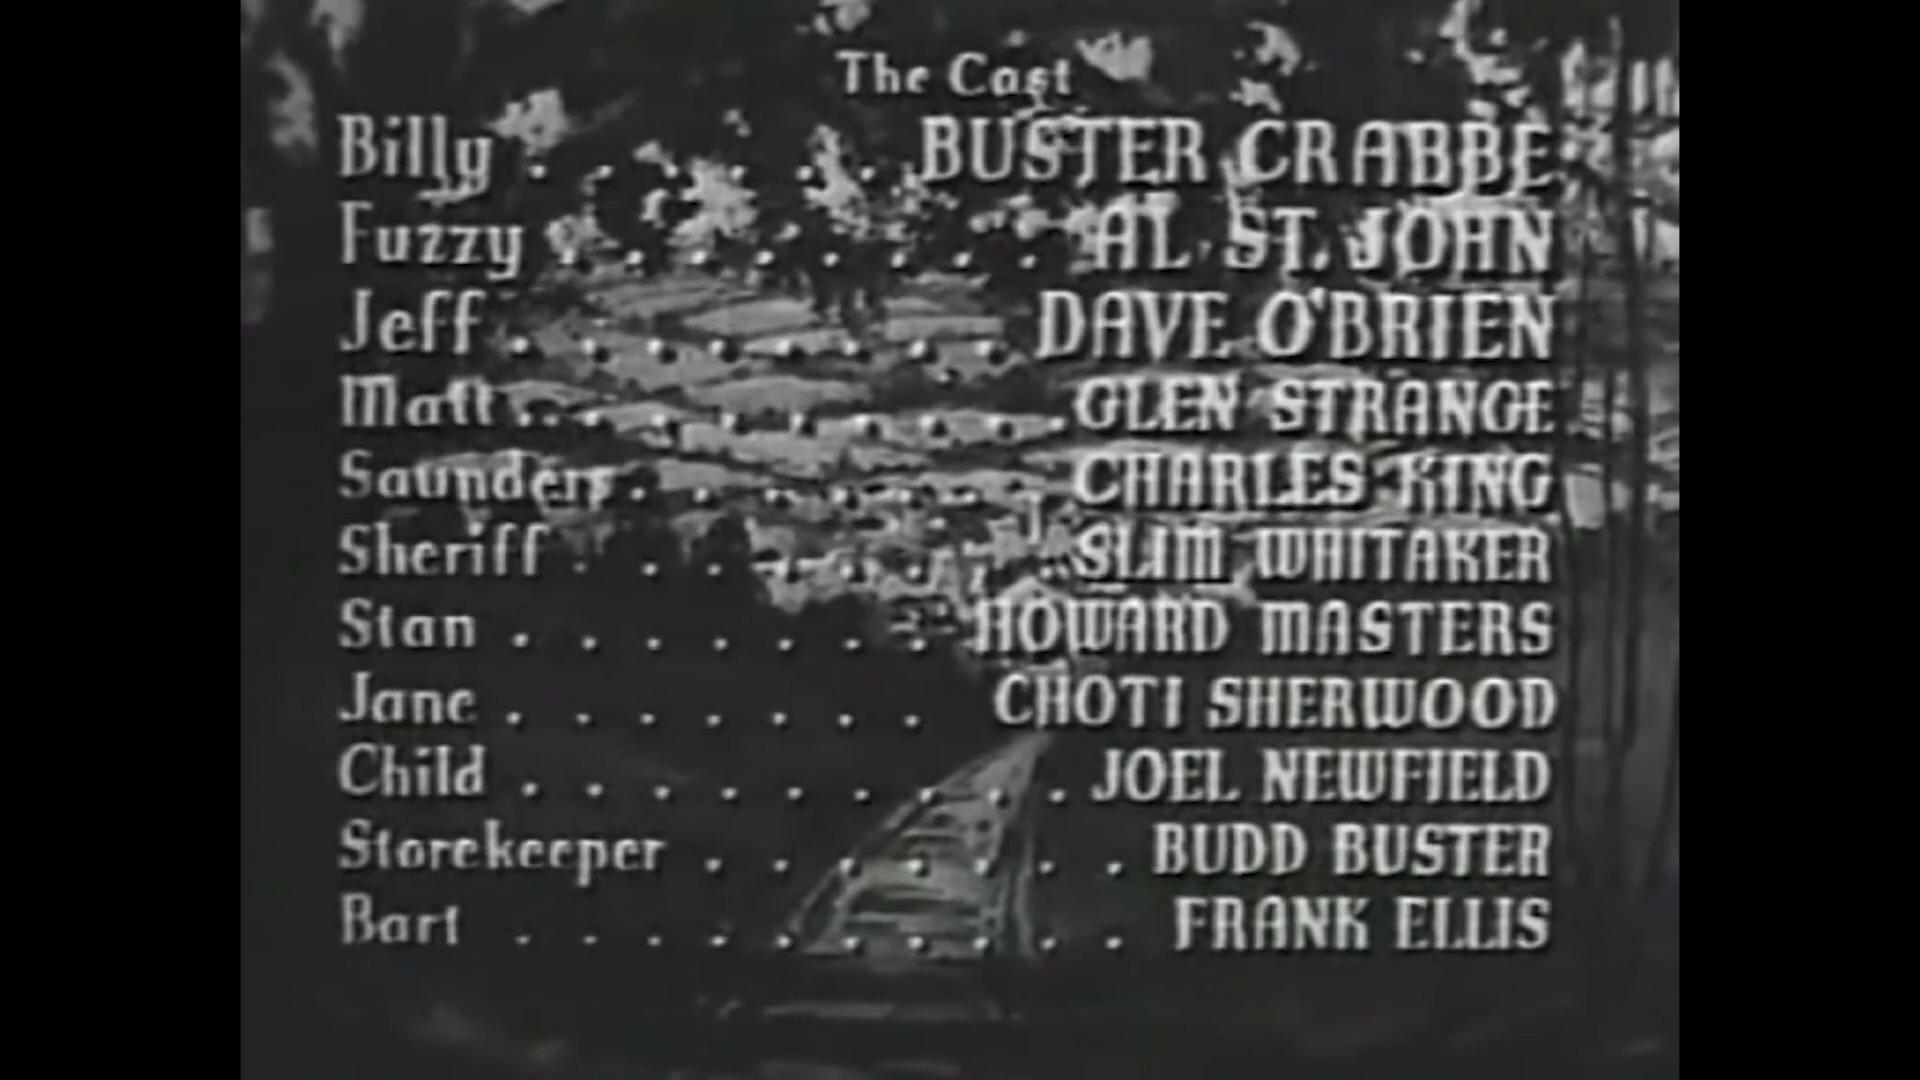 The Cast
Billy . . . . . . BUSTER CRABBE
Fuzzy . . . . . . . . AL ST. JOHN
Jeff . . . . . . . . DAVE O'BRIEN
Matt . . . . . . . . . GLEN STRANGE
Saunders . . . . . . . CHARLES KING
Sheriff . . . . . . . . SLIM WHITAKER
Stan . . . . . . . HOWARD MASTERS
Jane . . . . . . . CHOTI SHERWOOD
Child . . . . . . . . . JOEL NEWFIELD
Storekeeper . . . . . . . BUDD BUSTER
Bart . . . . . . . . . . FRANK ELLIS